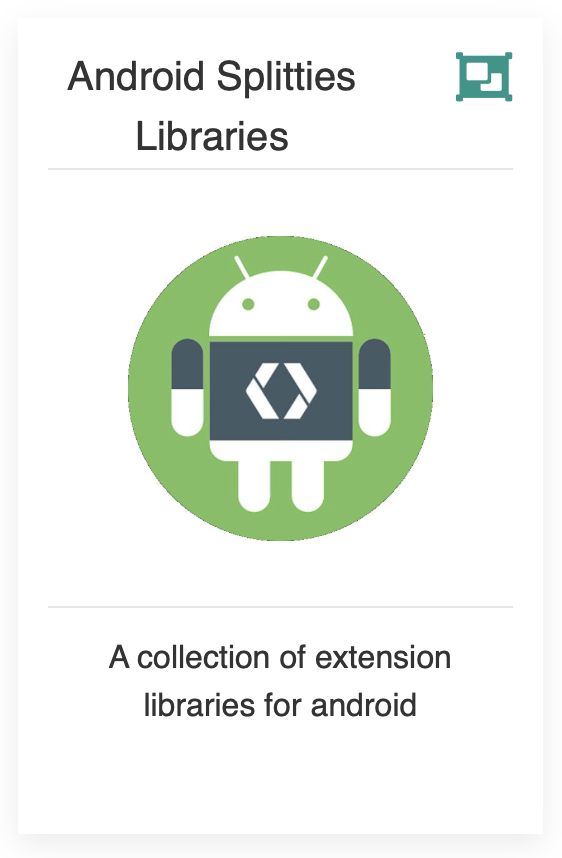 Android Splitties
Libraries
A collection of extension
libraries for android